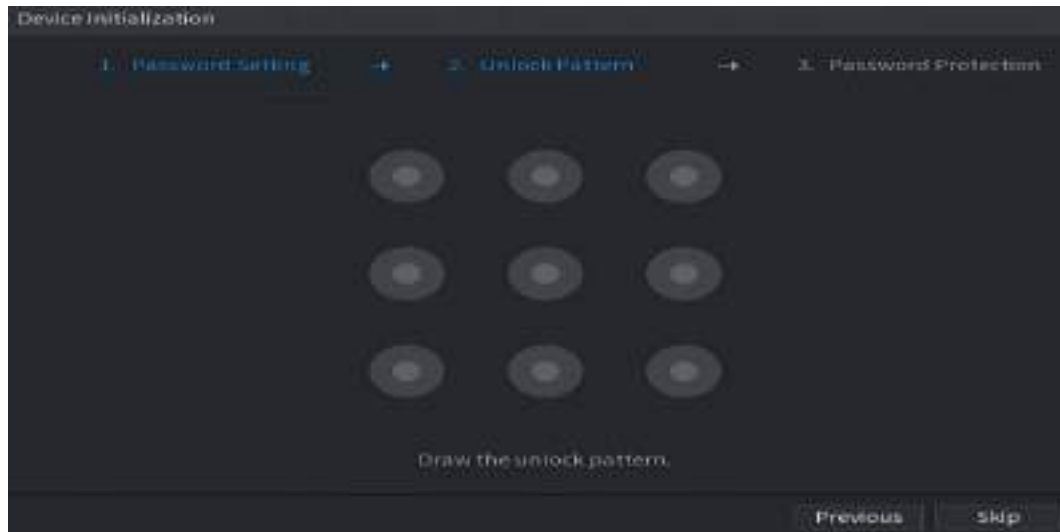 Device Initialization
1. Password Setting → 2. Unlock Pattern → 3. Password Protection
Draw the unlock pattern.
Previous Skip